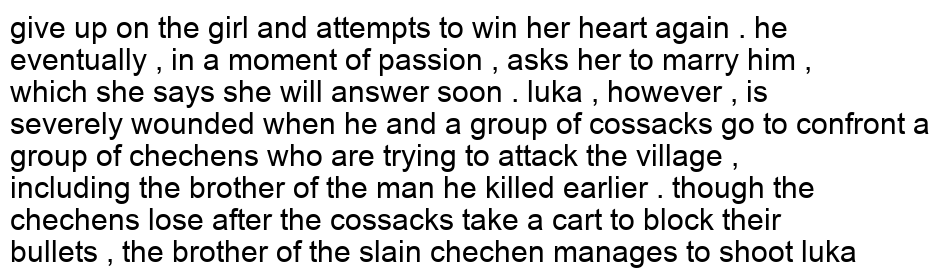 give up on the girl and attempts to win her heart again . he
eventually , in a moment of passion , asks her to marry him ,
which she says she will answer soon . luka , however , is
severely wounded when he and a group of cossacks go to confront a
group of chechens who are trying to attack the village ,
including the brother of the man he killed earlier . though the
chechens lose after the cossacks take a cart to block their
bullets , the brother of the slain chechen manages to shoot luka